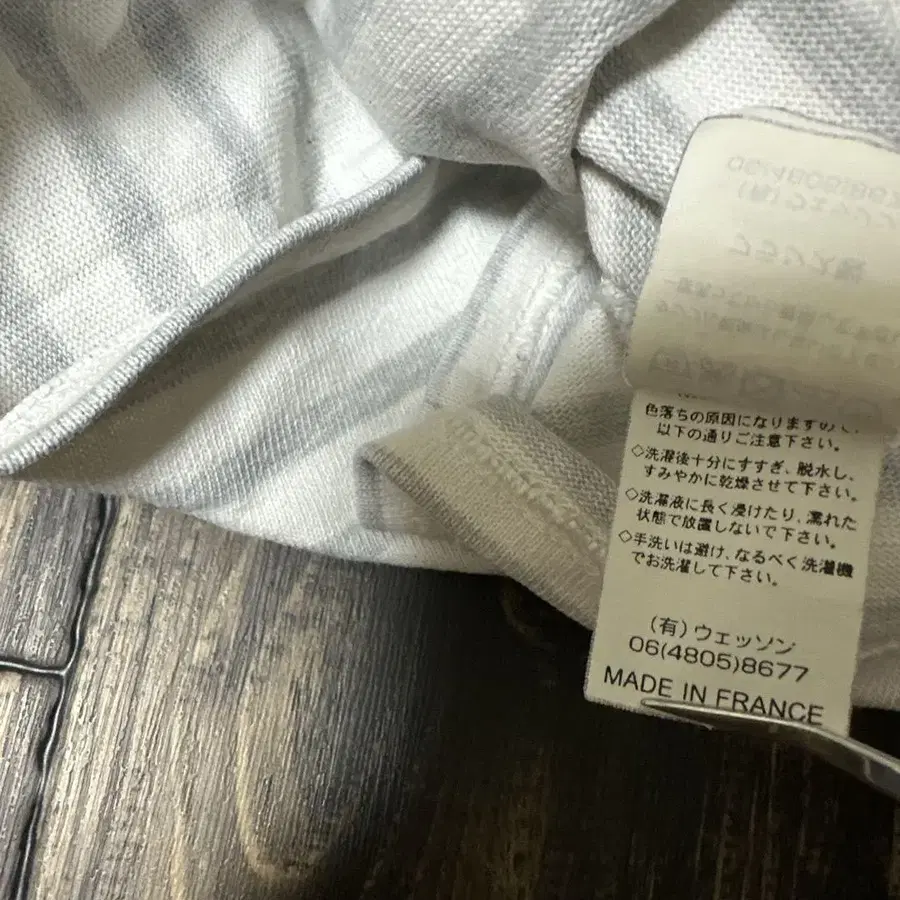 色落ちの原因になりますので、
以下の通りご注意下さい。
◇洗濯後十分にすすぎ、脱水し、
すみやかに乾燥させて下さい。
◇洗濯液に長く浸けたり、濡れた
状態で放置しないで下さい。
◇手洗いは避け、なるべく洗濯機
でお洗濯して下さい。
(有)ウェッソン
06(4805)8677
MADE IN FRANCE